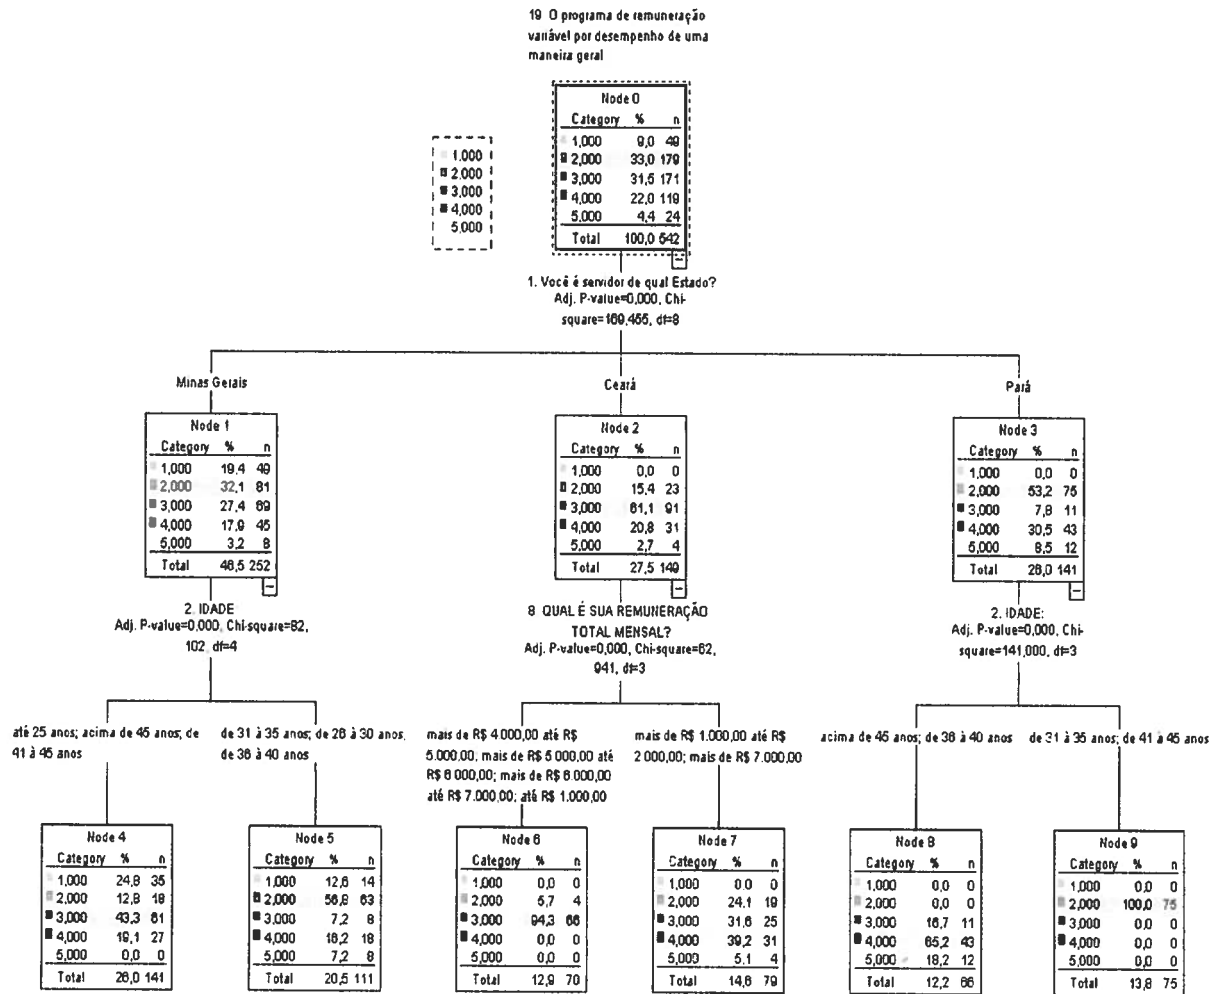 19 O programa de remuneração
variável por desempenho de uma
maneira geral
Node 0
Category % n
1,000 9,0 49
2,000 33,0 179
3,000 31,5 171
4,000 22,0 119
5,000 4,4 24
Total 100,0 542
1,000
2,000
3,000
4,000
5,000
1. Você é servidor de qual Estado?
Adj. P-value=0,000, Chi-
square=169,455, df=8
Minas Gerais
Ceará
Pará
Node 1
Category % n
1,000 19,4 49
2,000 32,1 81
3,000 27,4 69
4,000 17,9 45
5,000 3,2 8
Total 46,5 252
Node 2
Category % n
1,000 0,0 0
2,000 15,4 23
3,000 61,1 91
4,000 20,8 31
5,000 2,7 4
Total 27,5 149
Node 3
Category % n
1,000 0,0 0
2,000 53,2 75
3,000 7,8 11
4,000 30,5 43
8,5 12
5,000
Total 26,0 141
2. IDADE
Adj. P-value=0,000, Chi-square=82,
102, df=4
8 QUAL É SUA REMUNERAÇÃO
TOTAL MENSAL?
Adj. P-value=0,000, Chi-square=62,
941, df=3
2. IDADE:
Adj. P-value=0,000, Chi-
square=141,000, df=3
até 25 anos; acima de 45 anos; de
41 à 45 anos
de 31 à 35 anos; de 26 à 30 anos;
de 36 à 40 anos
mais de R$ 4.000,00 até R$
5.000,00, mais de R$ 5 000,00 até
R$ 6 000,00; mais de R$ 6.000,00
até R$ 7.000,00; até R$ 1.000,00
mais de R$ 1.000,00 até R$
2 000,00; mais de R$ 7.000,00
acima de 45 anos; de 36 à 40 anos
de 31 à 35 anos; de 41 à 45 anos
Node 4
Category % n
1,000 24,8 35
2,000 12,8 18
3,000 43,3 61
4,000 19,1 27
5,000 0,0 0
Total 26,0 141
Node 5
Category % n
1,000 12,6 14
2,000 56,8 63
3,000 7,2 8
4,000 16,2 18
5,000 7,2 8
Total 20,5 111
Node 6
Category % n
1,000 0,0 0
2,000 5,7 4
3,000 94,3 66
4,000 0,0 0
5,000 0,0 0
Total 12,9 70
Node 7
Category % n
1,000 0,0 0
2,000 24,1 19
3,000 31,6 25
4,000 39,2 31
5,000 5,1 4
Total 14,6 79
Node 8
Category % n
1,000 0,0 0
2,000 0,0 0
3,000 16,7 11
4,000 65,2 43
5,000 18,2 12
Total 12,2 66
Node 9
Category % n
1,000 0,0 0
2,000 100,0 75
3,000 0,0 0
4,000 0,0 0
5,000 0,0 0
Total 13,8 75